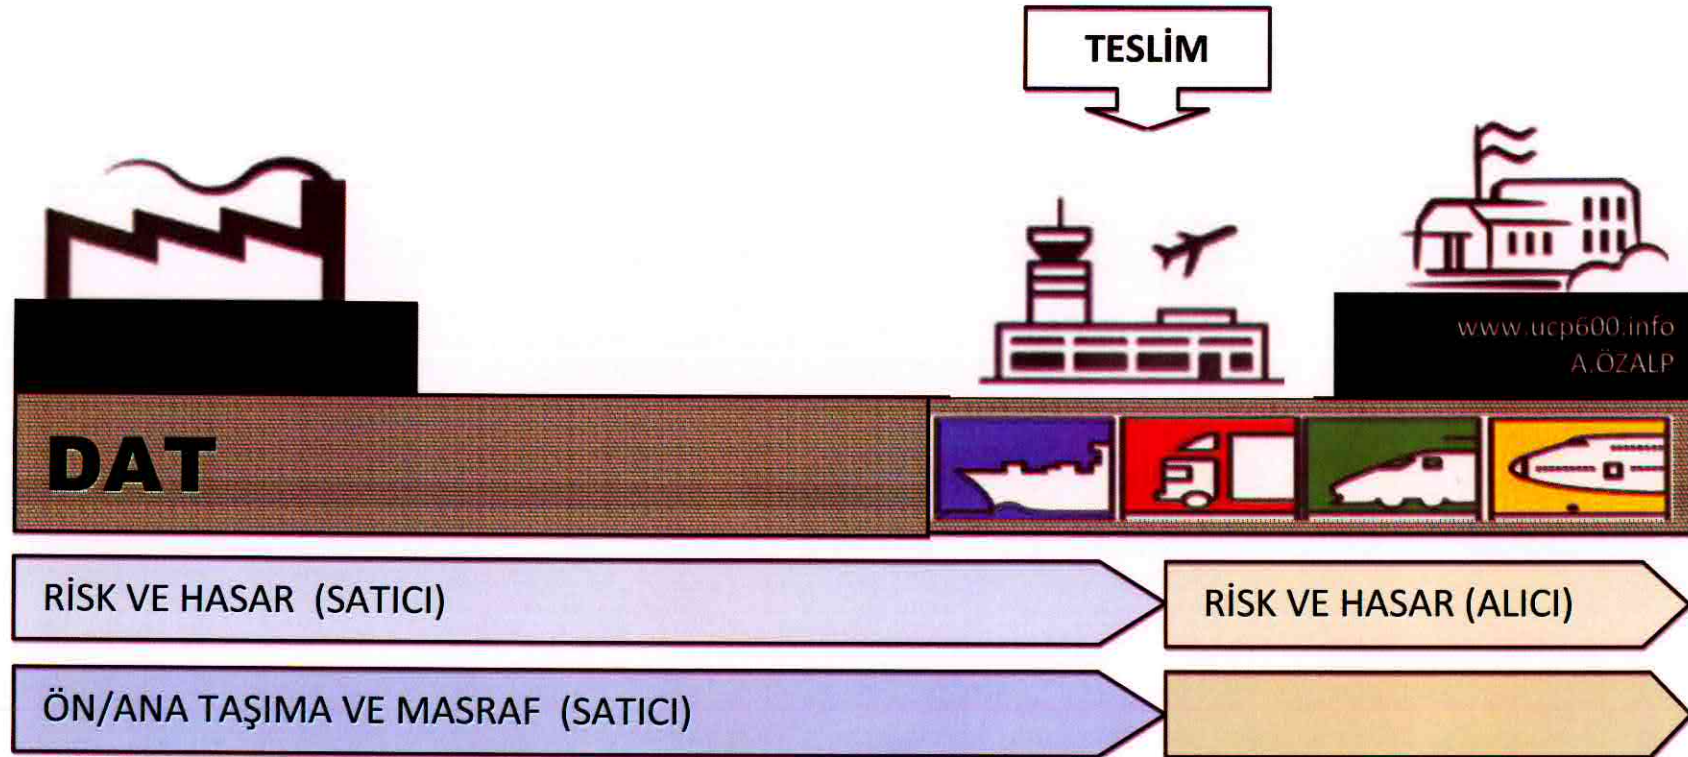 TESLİM
www.ucp600.info
A.ÖZALP
DAT
RİSK VE HASAR (SATICI)
RİSK VE HASAR (ALICI)
ÖN/ANA TAŞIMA VE MASRAF (SATICI)